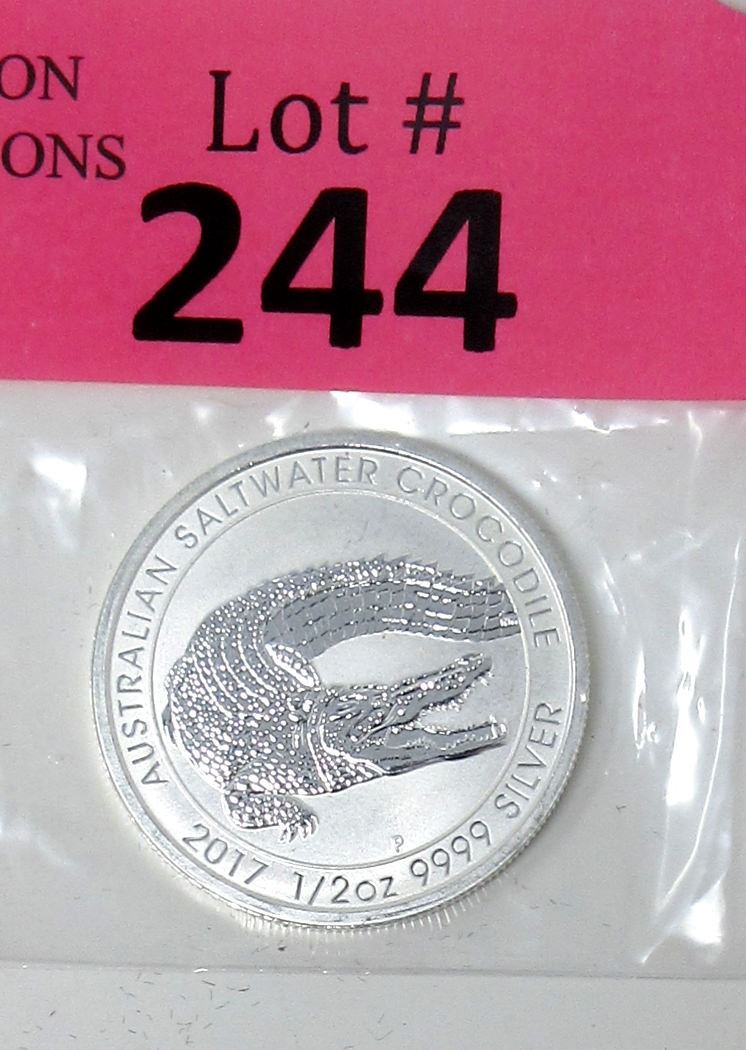 ON
ONS
Lot #
244
AUSTRALIAN SALTWATER CROCODILE
P
2017 1/2oz 9999 SILVER